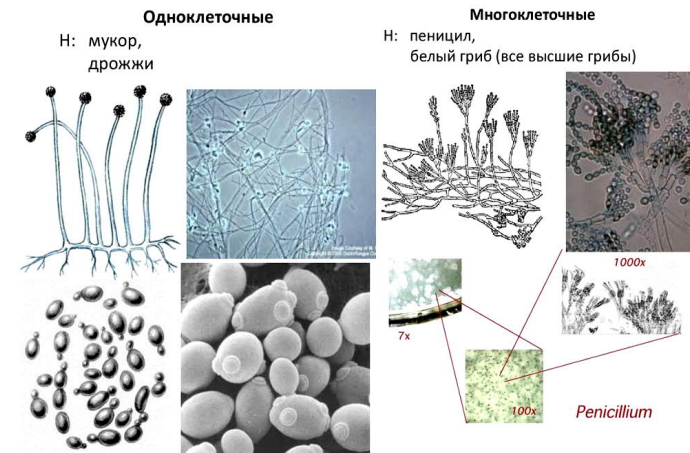 Одноклеточные
Н: мукор,
дрожжи
Многоклеточные
Н: пеницил,
белый гриб (все высшие грибы)
1000x
7x
100x
Penicillium